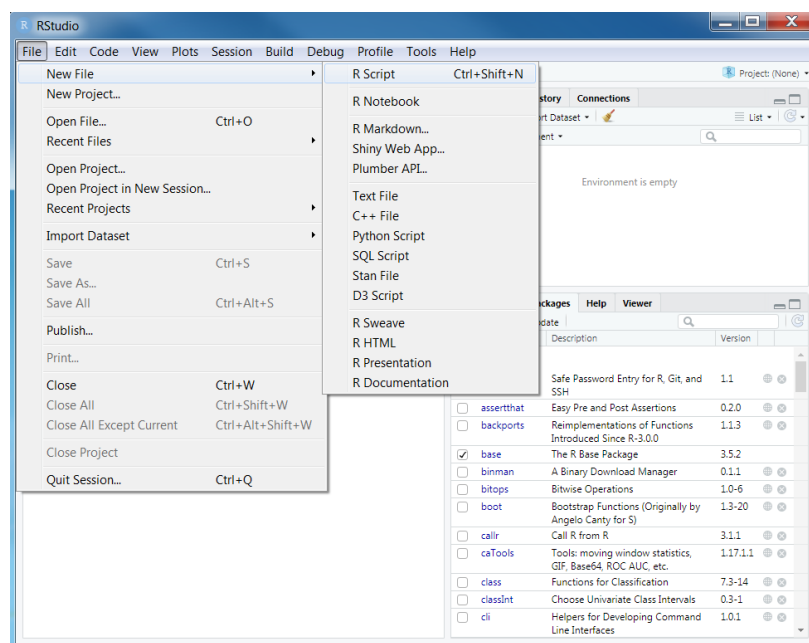 RStudio
File Edit Code View Plots Session Build Debug Profile Tools Help
New File
New Project...
Open File... Ctrl+O
Recent Files
Open Project...
Open Project in New Session...
Recent Projects
Import Dataset
Save Ctrl+S
Save As...
Save All Ctrl+Alt+S
Publish...
Print...
Close Ctrl+W
Close All Ctrl+Shift+W
Close All Except Current Ctrl+Alt+Shift+W
Close Project
Quit Session... Ctrl+Q
R Script Ctrl+Shift+N
R Notebook
R Markdown...
Shiny Web App...
Plumber API...
Text File
C++ File
Python Script
SQL Script
Stan File
D3 Script
R Sweave
R HTML
R Presentation
R Documentation
Project: (None)
story Connections
rt Dataset List
ent
Environment is empty
ckages Help Viewer
date
Description Version
Safe Password Entry for R, Git, and 1.1
SSH
assertthat Easy Pre and Post Assertions 0.2.0
backports Reimplementations of Functions 1.1.3
Introduced Since R-3.0.0
base The R Base Package 3.5.2
binman A Binary Download Manager 0.1.1
bitops Bitwise Operations 1.0-6
boot Bootstrap Functions (Originally by 1.3-20
Angelo Canty for S)
callr Call R from R 3.1.1
caTools Tools: moving window statistics, 1.17.1.1
GIF, Base64, ROC AUC, etc.
class Functions for Classification 7.3-14
classInt Choose Univariate Class Intervals 0.3-1
cli Helpers for Developing Command 1.0.1
Line Interfaces